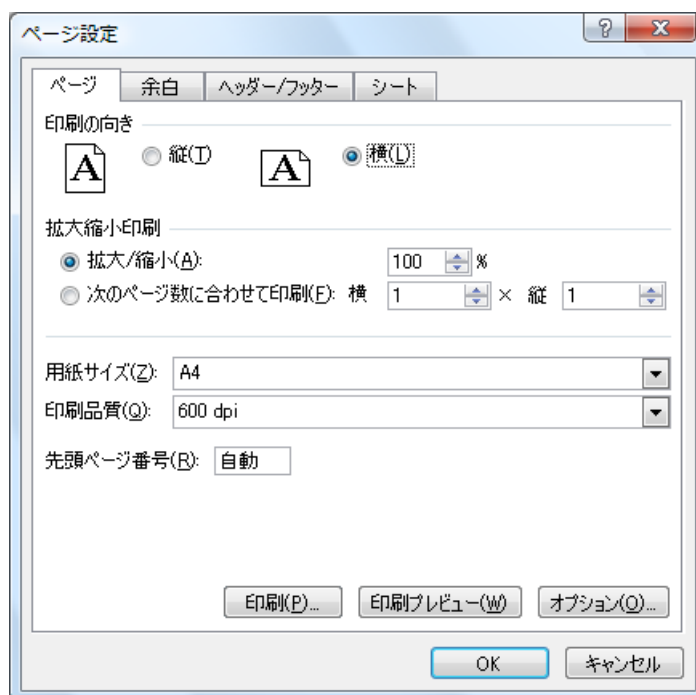 ページ設定
ページ 余白 ヘッダー/フッター シート
印刷の向き
A 縦(T) A 横(L)
拡大縮小印刷
拡大/縮小(A): 100 %
次のページ数に合わせて印刷(F): 横 1 × 縦 1
用紙サイズ(Z): A4
印刷品質(Q): 600 dpi
先頭ページ番号(R): 自動
印刷(P)... 印刷プレビュー(W) オプション(O)...
OK キャンセル